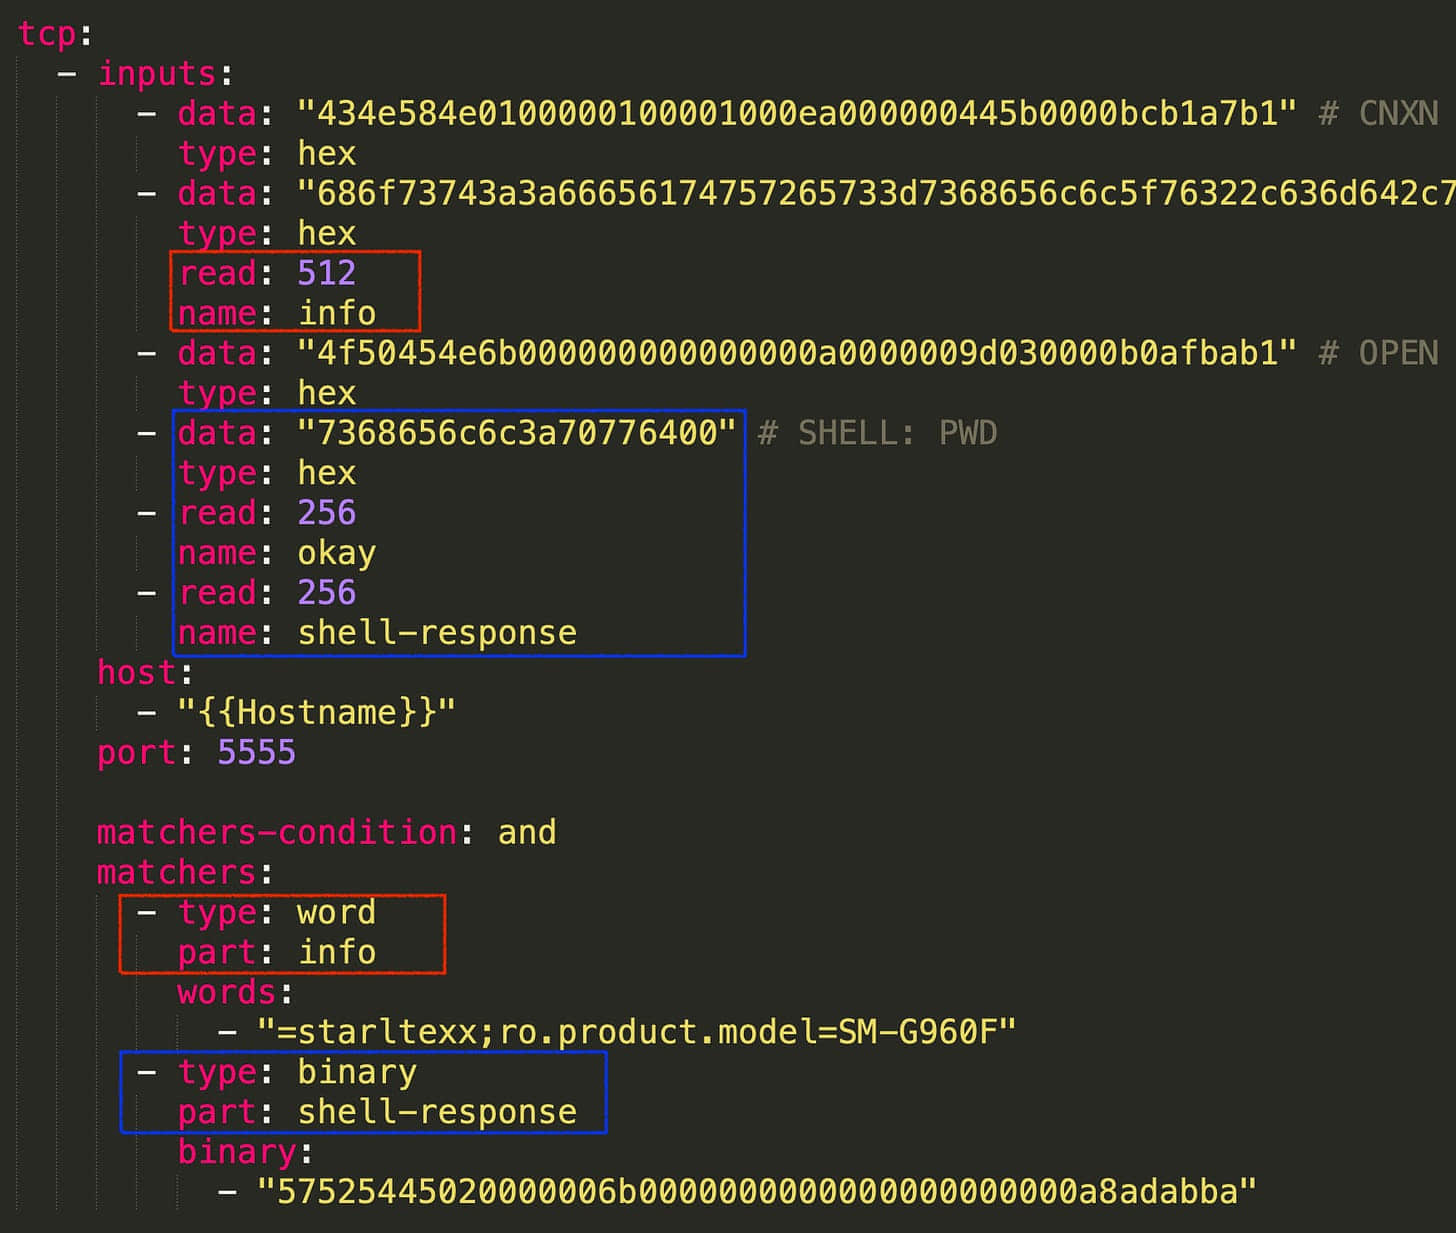 tcp:
- inputs:
- data: "434e584e0100000100001000ea000000445b0000bcb1a7b1" # CNXN
type: hex
- data: "686f73743a3a66656174757265733d7368656c6c5f76322c636d642c7
type: hex
read: 512
name: info
- data: "4f50454e6b000000000000000a0000009d030000b0afbab1" # OPEN
type: hex
- data: "7368656c6c3a70776400" # SHELL: PWD
type: hex
- read: 256
name: okay
- read: 256
name: shell-response
host:
- "{{Hostname}}"
port: 5555
matchers-condition: and
matchers:
- type: word
part: info
words:
- "=starltexx;ro.product.model=SM-G960F"
- type: binary
part: shell-response
binary:
- "57525445020000006b0000000000000000000000a8adabba"